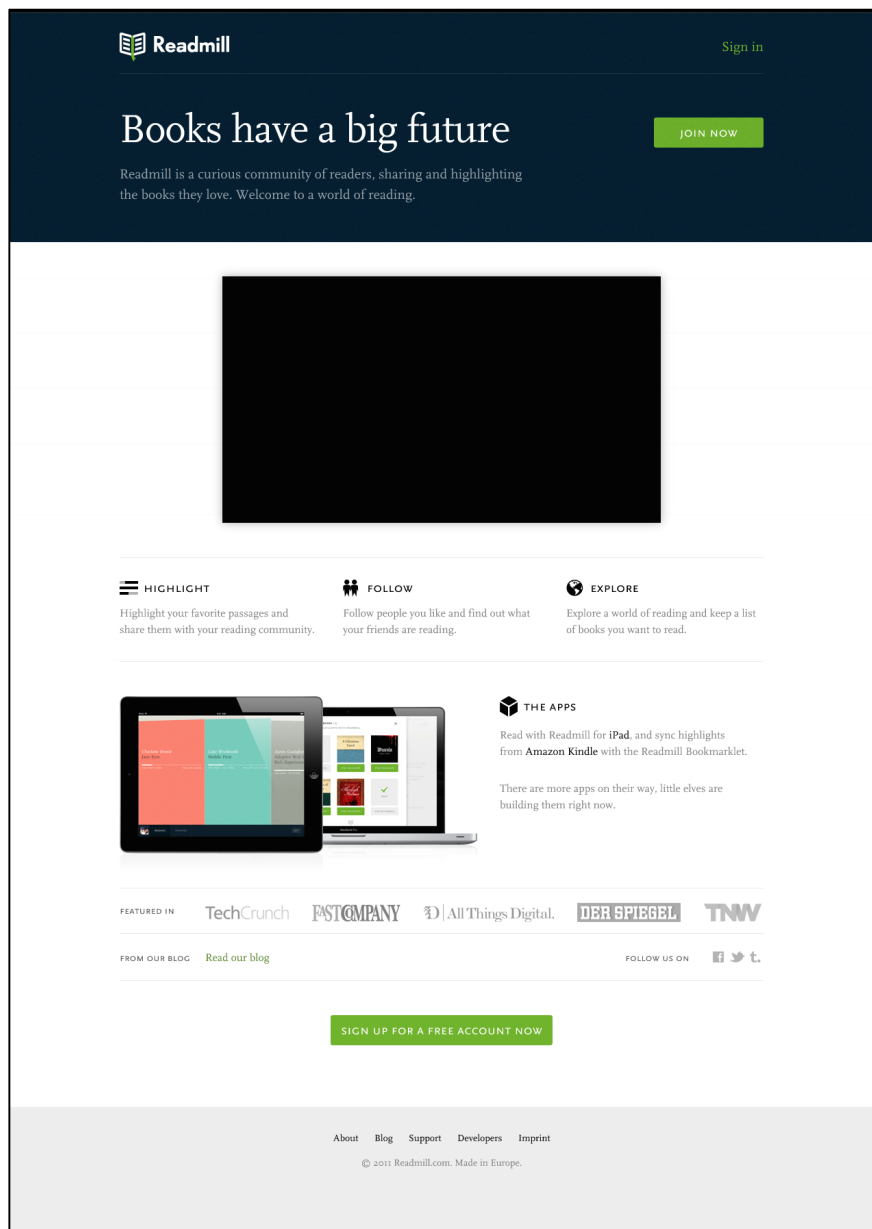 Readmill
Sign in
Books have a big future
JOIN NOW
Readmill is a curious community of readers, sharing and highlighting
the books they love. Welcome to a world of reading.
HIGHLIGHT
Highlight your favorite passages and
share them with your reading community.
FOLLOW
Follow people you like and find out what
your friends are reading.
EXPLORE
Explore a world of reading and keep a list
of books you want to read.
THE APPS
Read with Readmill for iPad, and sync highlights
from Amazon Kindle with the Readmill Bookmarklet.
There are more apps on their way, little elves are
building them right now.
Dracula
FEATURED IN
TechCrunch
FAST COMPANY
D All Things Digital.
DER SPIEGEL
TNW
FROM OUR BLOG
Read our blog
FOLLOW US ON
SIGN UP FOR A FREE ACCOUNT NOW
About Blog Support Developers Imprint
© 2011 Readmill.com. Made in Europe.